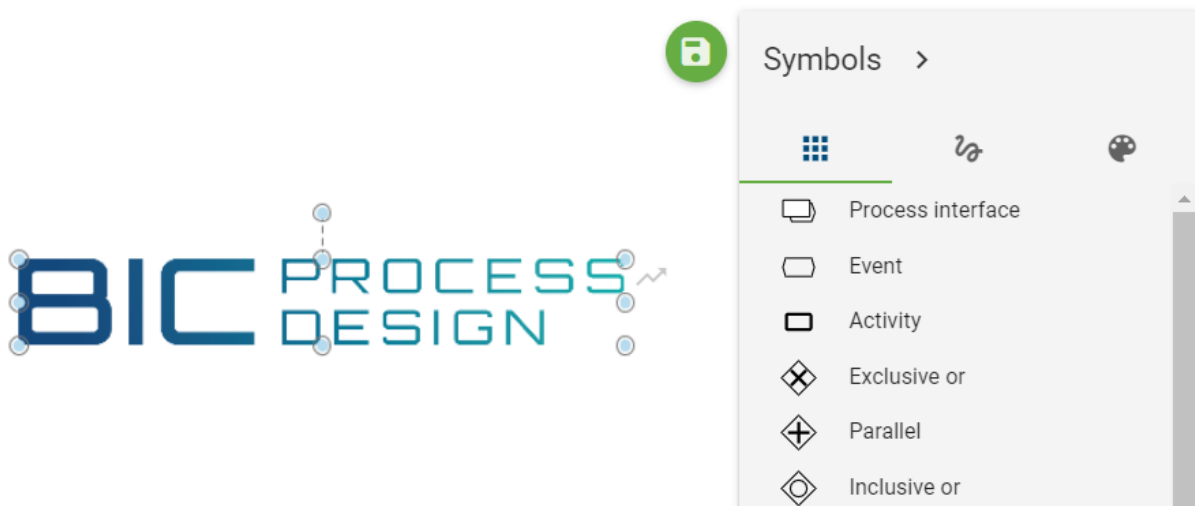 Symbols
BIC PROCESS
DESIGN
Process interface
Event
Activity
Exclusive or
Parallel
Inclusive or